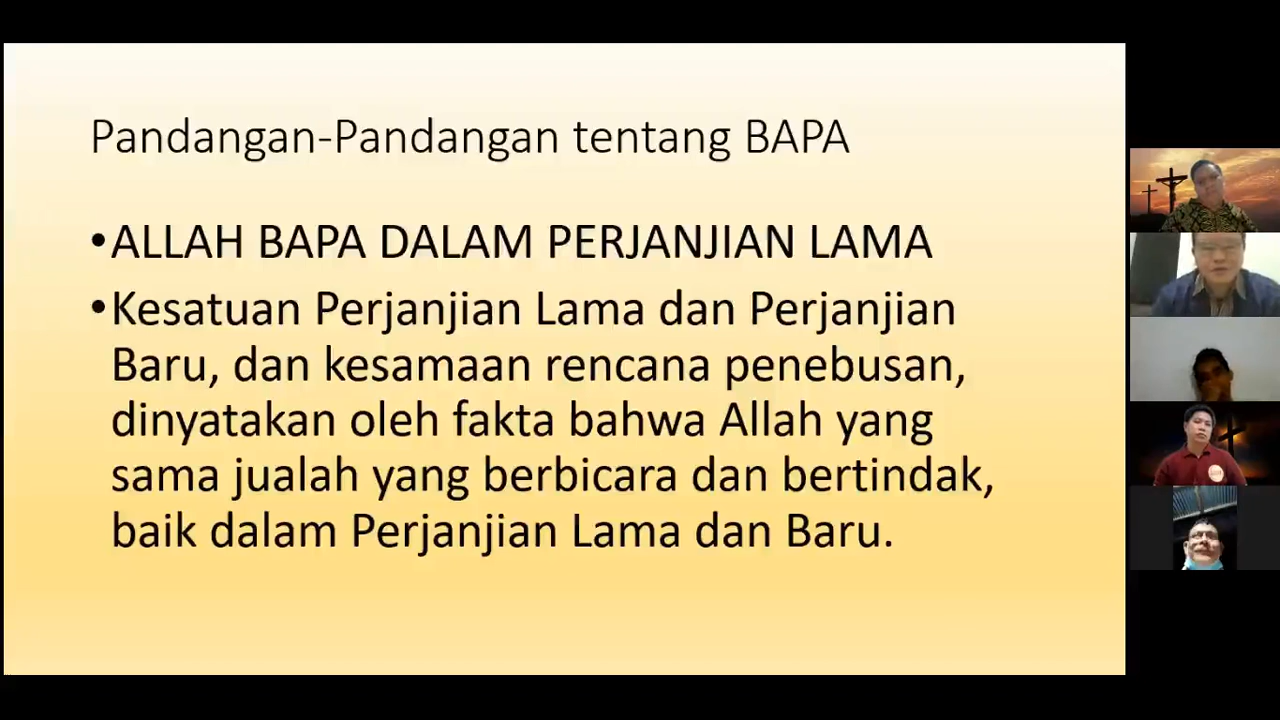 Pandangan-Pandangan tentang BAPA
•ALLAH BAPA DALAM PERJANJIAN LAMA
•Kesatuan Perjanjian Lama dan Perjanjian
Baru, dan kesamaan rencana penebusan,
dinyatakan oleh fakta bahwa Allah yang
sama jualah yang berbicara dan bertindak,
baik dalam Perjanjian Lama dan Baru.